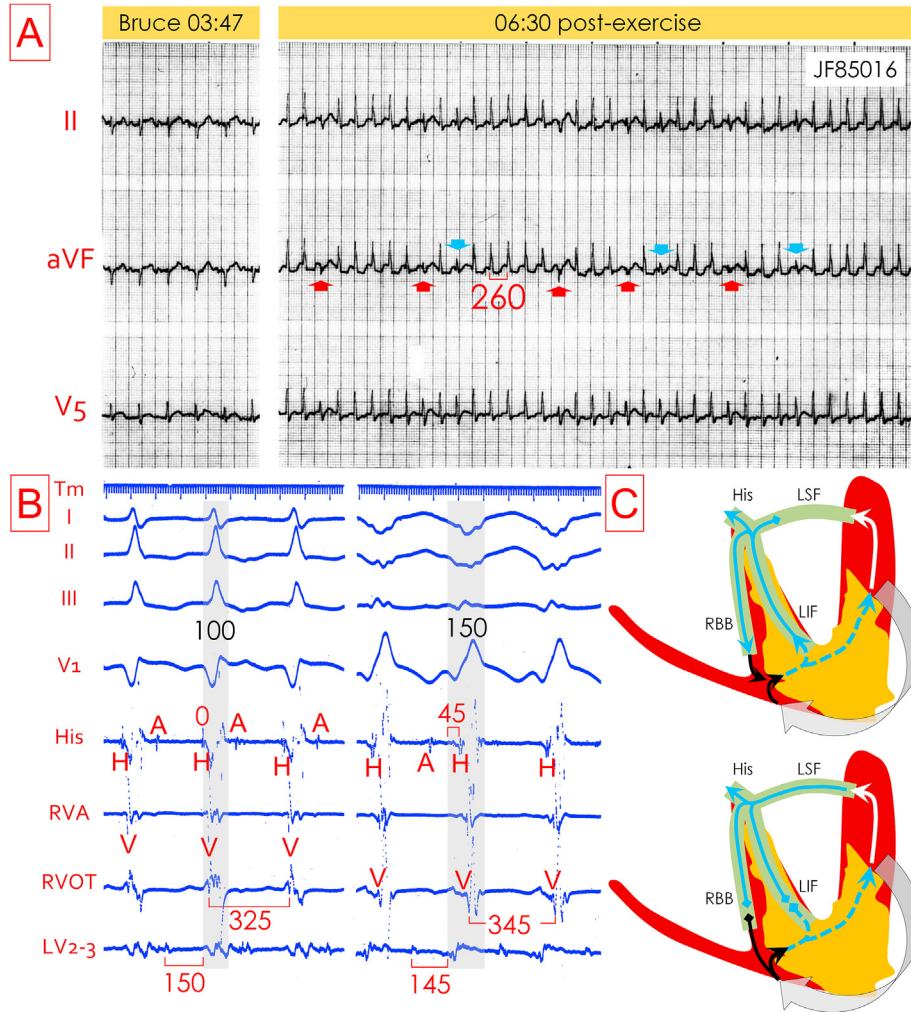 A
Bruce 03:47
06:30 post-exercise
JF85016
II
aVF
260
V5
B
Tm
I
II
III
100
150
V1
0
45
A
A
A
His
H
H
H
H
A
H
H
RVA
V
V
V
RVOT
V
V
V
325
345
LV2-3
150
145
C
His
LSF
RBB
LIF
His
LSF
RBB
LIF